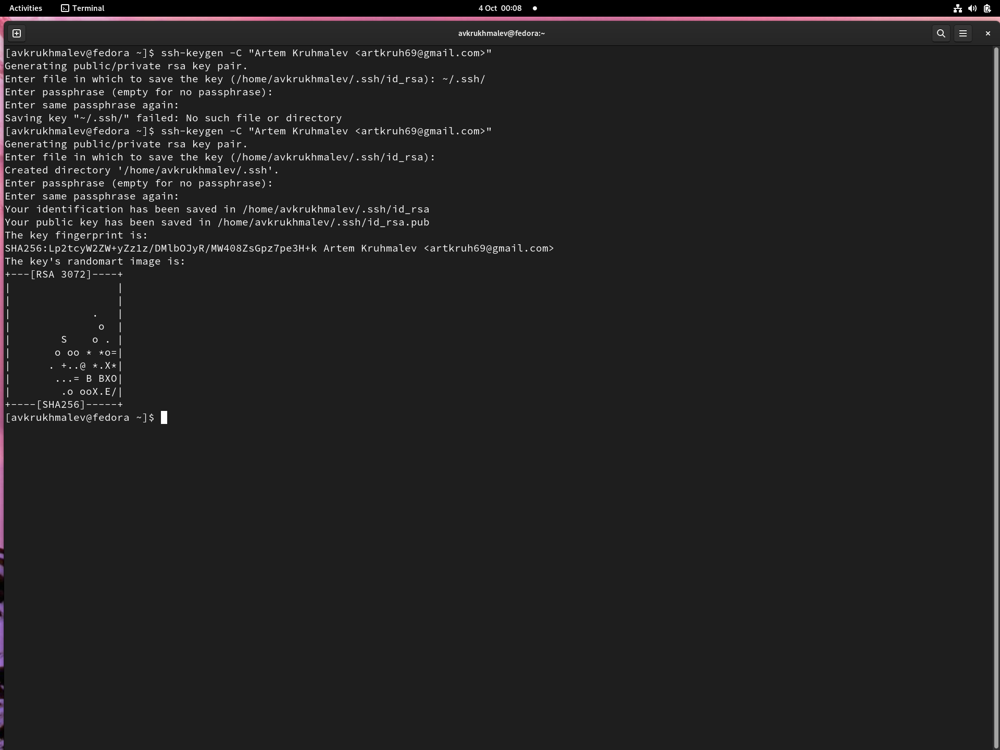 Activities Terminal 4 Oct 00:08
avkrukhmalev@fedora:~
[avkrukhmalev@fedora ~]$ ssh-keygen -C "Artem Kruhmalev <artkruh69@gmail.com>"
Generating public/private rsa key pair.
Enter file in which to save the key (/home/avkrukhmalev/.ssh/id_rsa): ~/.ssh/
Enter passphrase (empty for no passphrase):
Enter same passphrase again:
Saving key "~/.ssh/" failed: No such file or directory
[avkrukhmalev@fedora ~]$ ssh-keygen -C "Artem Kruhmalev <artkruh69@gmail.com>"
Generating public/private rsa key pair.
Enter file in which to save the key (/home/avkrukhmalev/.ssh/id_rsa):
Created directory '/home/avkrukhmalev/.ssh'.
Enter passphrase (empty for no passphrase):
Enter same passphrase again:
Your identification has been saved in /home/avkrukhmalev/.ssh/id_rsa
Your public key has been saved in /home/avkrukhmalev/.ssh/id_rsa.pub
The key fingerprint is:
SHA256:Lp2tcyW2ZW+yZz1z/DMlbOJyR/MW408ZsGpz7pe3H+k Artem Kruhmalev <artkruh69@gmail.com>
The key's randomart image is:
+---[RSA 3072]----+
|                 |
|                 |
|             .   |
|              o  |
|        S    o . |
|       o oo * *o=|
|      . +..@ *.X*|
|       ...= B BXO|
|        .o ooX.E/|
+----[SHA256]-----+
[avkrukhmalev@fedora ~]$